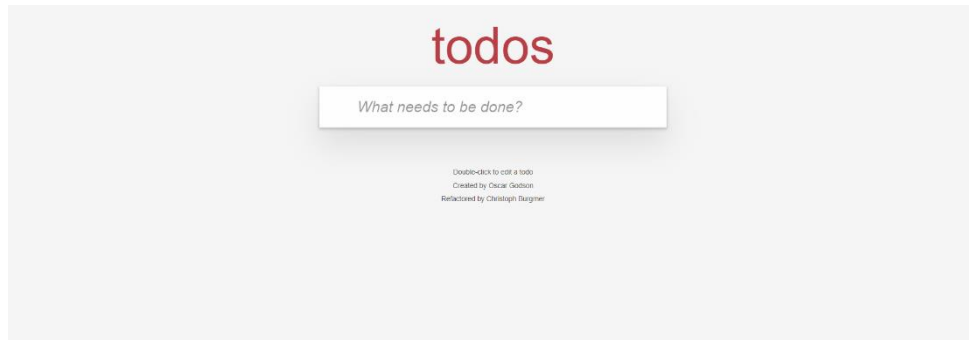 todos
What needs to be done?
Double-click to edit a todo
Created by Oscar Godson
Refactored by Christoph Burgmer